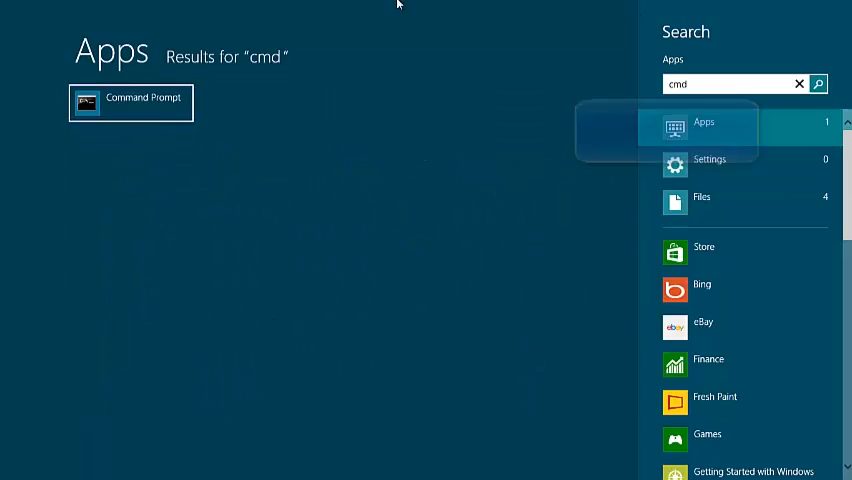 Apps Results for "cmd"
Command Prompt
Search
Apps
cmd
Apps 1
Settings 0
Files 4
Store
Bing
eBay
Finance
Fresh Paint
Games
Getting Started with Windows